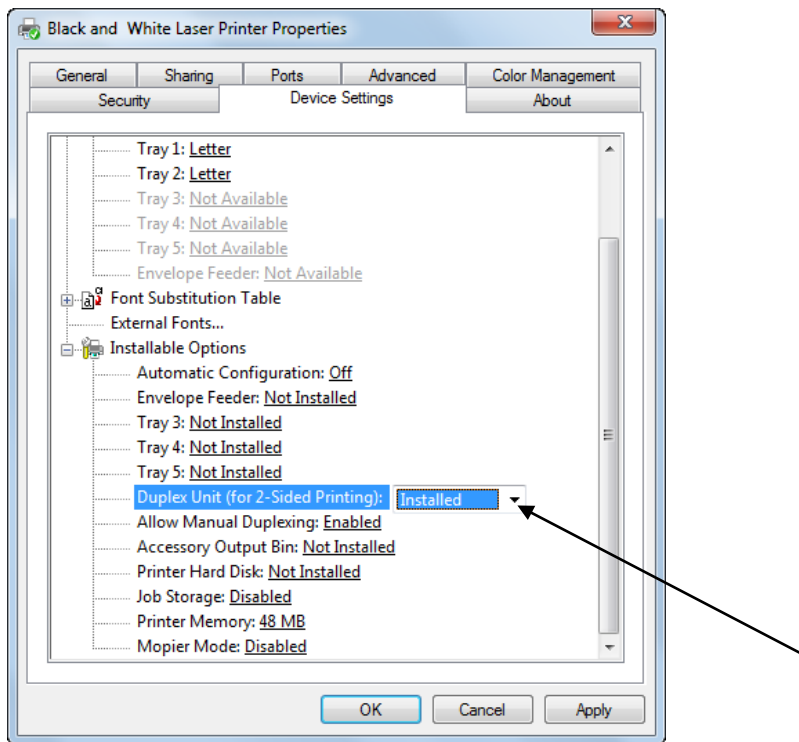 Black and  White Laser Printer Properties
General Sharing Ports Advanced Color Management
Security Device Settings About
Tray 1: Letter
Tray 2: Letter
Tray 3: Not Available
Tray 4: Not Available
Tray 5: Not Available
Envelope Feeder: Not Available
Font Substitution Table
External Fonts...
Installable Options
Automatic Configuration: Off
Envelope Feeder: Not Installed
Tray 3: Not Installed
Tray 4: Not Installed
Tray 5: Not Installed
Duplex Unit (for 2-Sided Printing): Installed
Allow Manual Duplexing: Enabled
Accessory Output Bin: Not Installed
Printer Hard Disk: Not Installed
Job Storage: Disabled
Printer Memory: 48 MB
Mopier Mode: Disabled
OK Cancel Apply